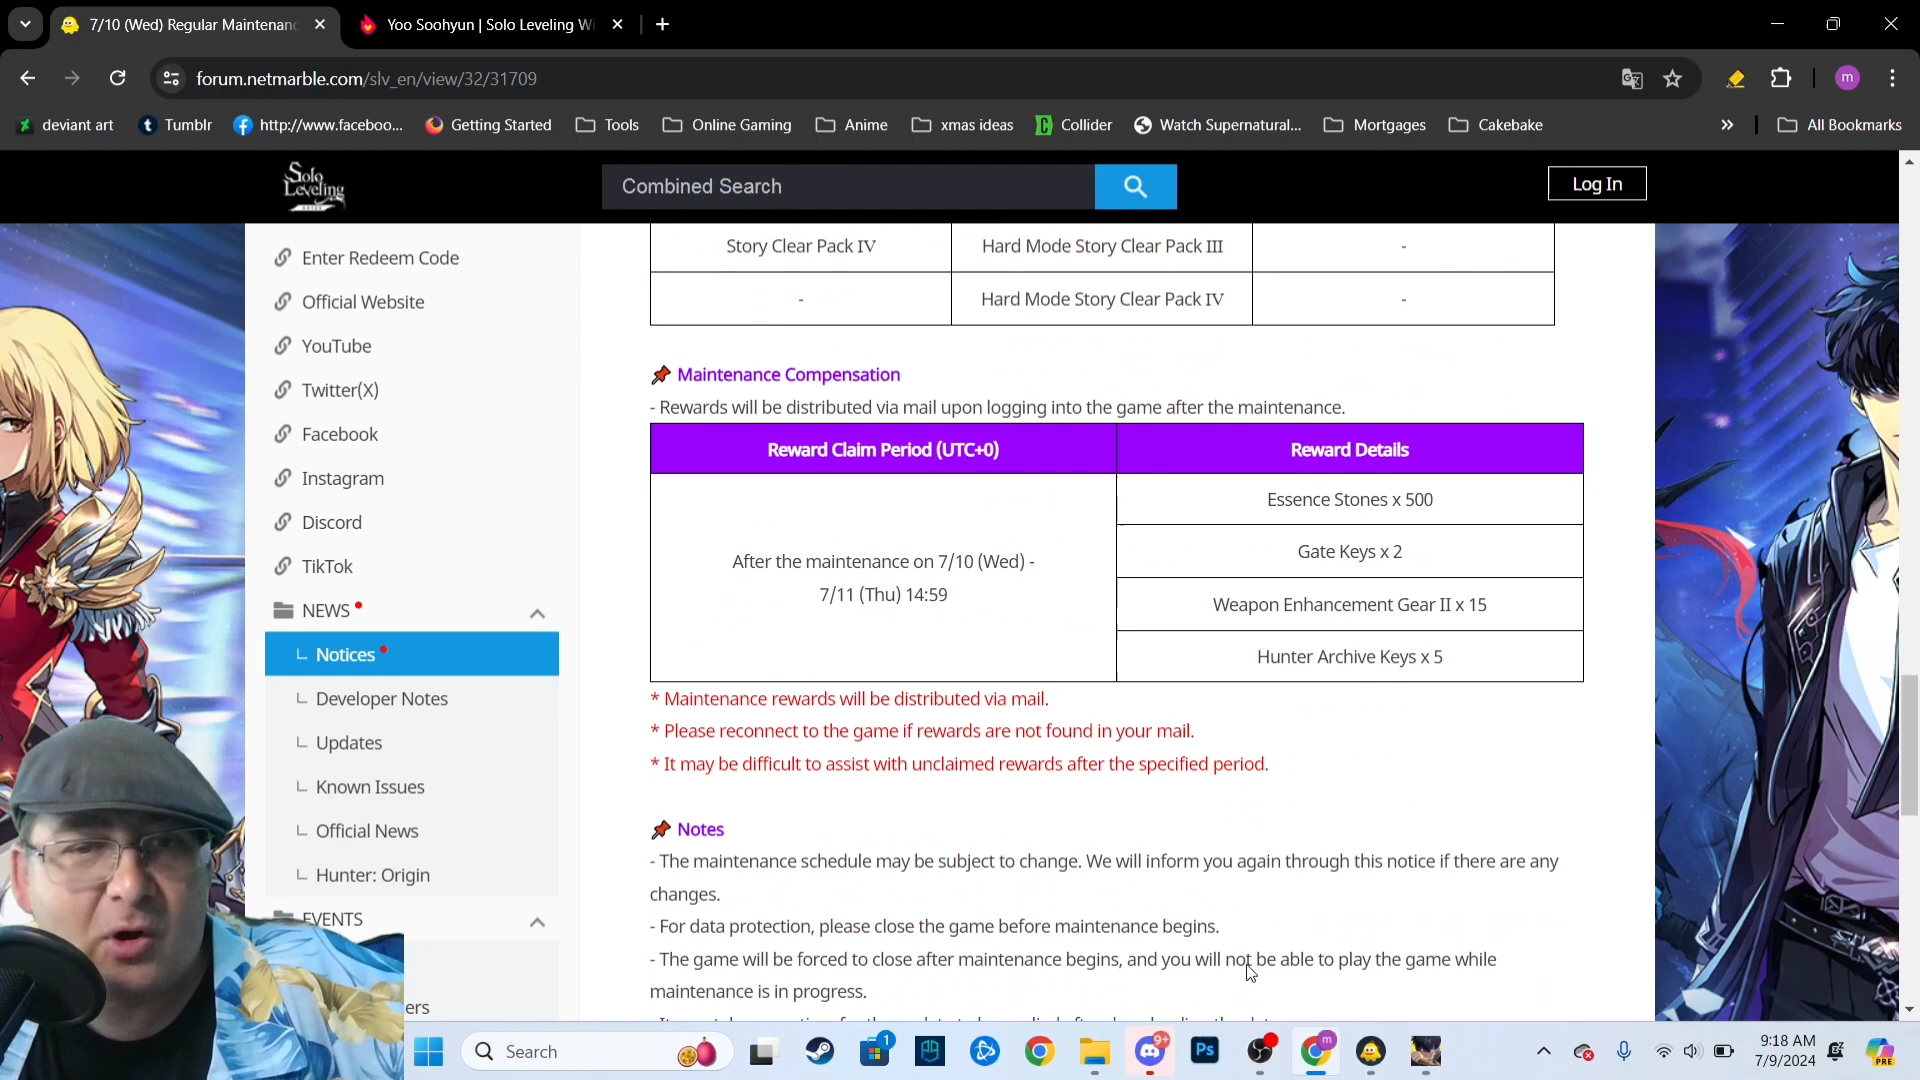 7/10 (Wed) Regular Maintenanc
Yoo Soohyun | Solo Leveling Wi
forum.netmarble.com/slv_en/view/32/31709
m
deviant art
Tumblr
http://www.faceboo...
Getting Started
Tools
Online Gaming
Anime
xmas ideas
Collider
Watch Supernatural...
Mortgages
Cakebake
All Bookmarks
Solo Leveling
Combined Search
Log In
Enter Redeem Code
Official Website
YouTube
Twitter(X)
Facebook
Instagram
Discord
TikTok
NEWS
Notices
Developer Notes
Updates
Known Issues
Official News
Hunter: Origin
EVENTS
ers
Story Clear Pack IV
Hard Mode Story Clear Pack III
-
-
Hard Mode Story Clear Pack IV
-
Maintenance Compensation
- Rewards will be distributed via mail upon logging into the game after the maintenance.
Reward Claim Period (UTC+0)
Reward Details
After the maintenance on 7/10 (Wed) -
7/11 (Thu) 14:59
Essence Stones x 500
Gate Keys x 2
Weapon Enhancement Gear II x 15
Hunter Archive Keys x 5
* Maintenance rewards will be distributed via mail.
* Please reconnect to the game if rewards are not found in your mail.
* It may be difficult to assist with unclaimed rewards after the specified period.
Notes
- The maintenance schedule may be subject to change. We will inform you again through this notice if there are any
changes.
- For data protection, please close the game before maintenance begins.
- The game will be forced to close after maintenance begins, and you will not be able to play the game while
maintenance is in progress.
Search
1
9+
Ps
m
9:18 AM
7/9/2024
PRE